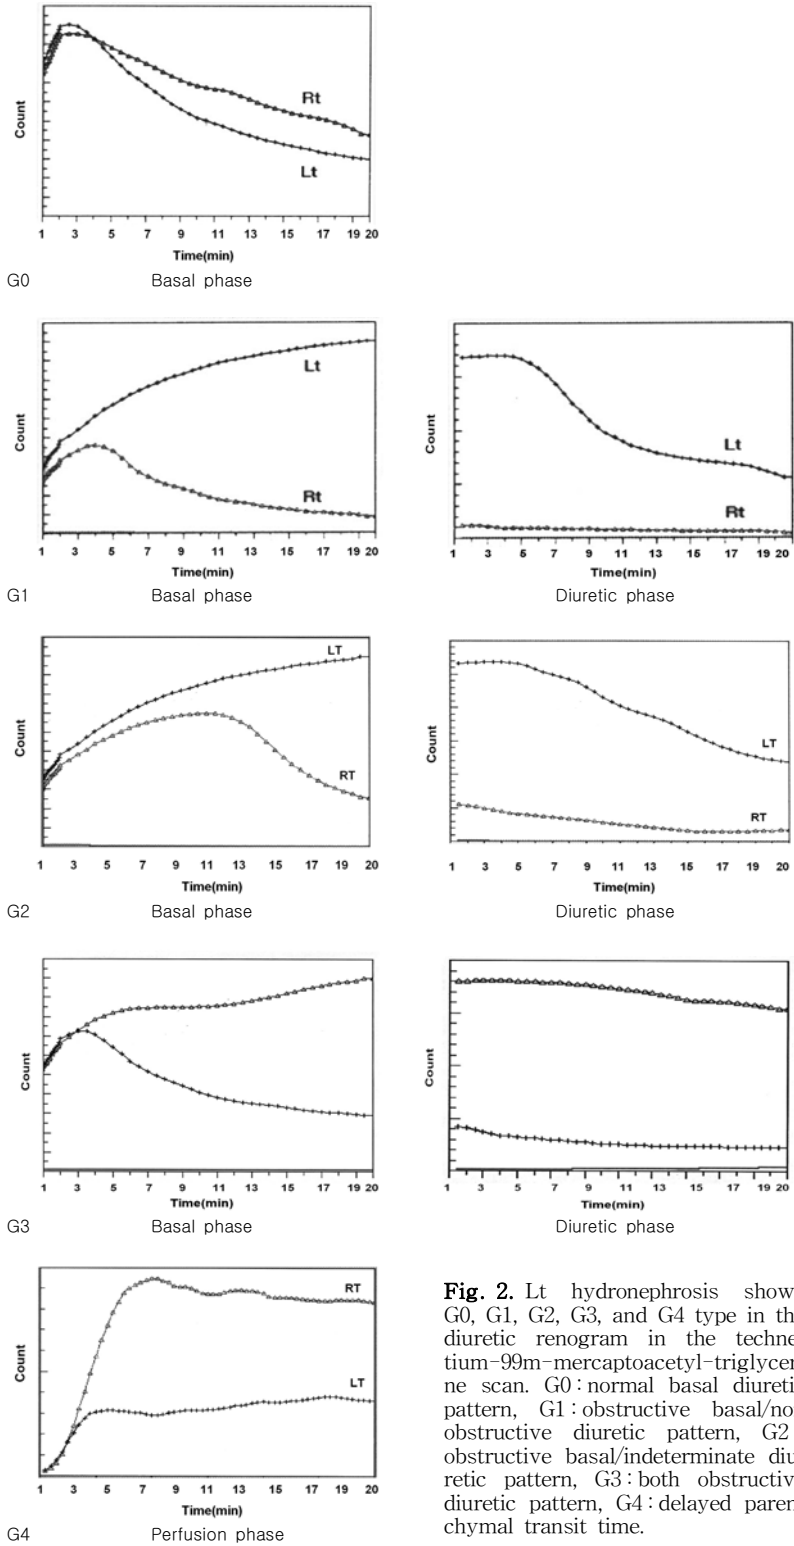 Count
Rt
Lt
1 3 5 7 9 11 13 15 17 19 20
Time(min)
G0 Basal phase
Count
Lt
Rt
1 3 5 7 9 11 13 15 17 19 20
Time(min)
G1 Basal phase
Count
Lt
Rt
1 3 5 7 9 11 13 15 17 19 20
Time(min)
Diuretic phase
Count
LT
RT
1 3 5 7 9 11 13 15 17 19 20
Time(min)
G2 Basal phase
Count
LT
RT
1 3 5 7 9 11 13 15 17 19 20
Time(min)
Diuretic phase
Count
1 3 5 7 9 11 13 15 17 19 20
Time(min)
G3 Basal phase
Count
1 3 5 7 9 11 13 15 17 19 20
Time(min)
Diuretic phase
Count
RT
LT
1 3 5 7 9 11 13 15 17 19 20
Time(min)
G4 Perfusion phase
Fig. 2. Lt hydronephrosis show
G0, G1, G2, G3, and G4 type in th
diuretic renogram in the techne
tium-99m-mercaptoacetyl-triglycer
ne scan. G0 : normal basal diureti
pattern, G1 : obstructive basal/no
obstructive diuretic pattern, G2
obstructive basal/indeterminate diu
retic pattern, G3 : both obstructiv
diuretic pattern, G4 : delayed paren
chymal transit time.